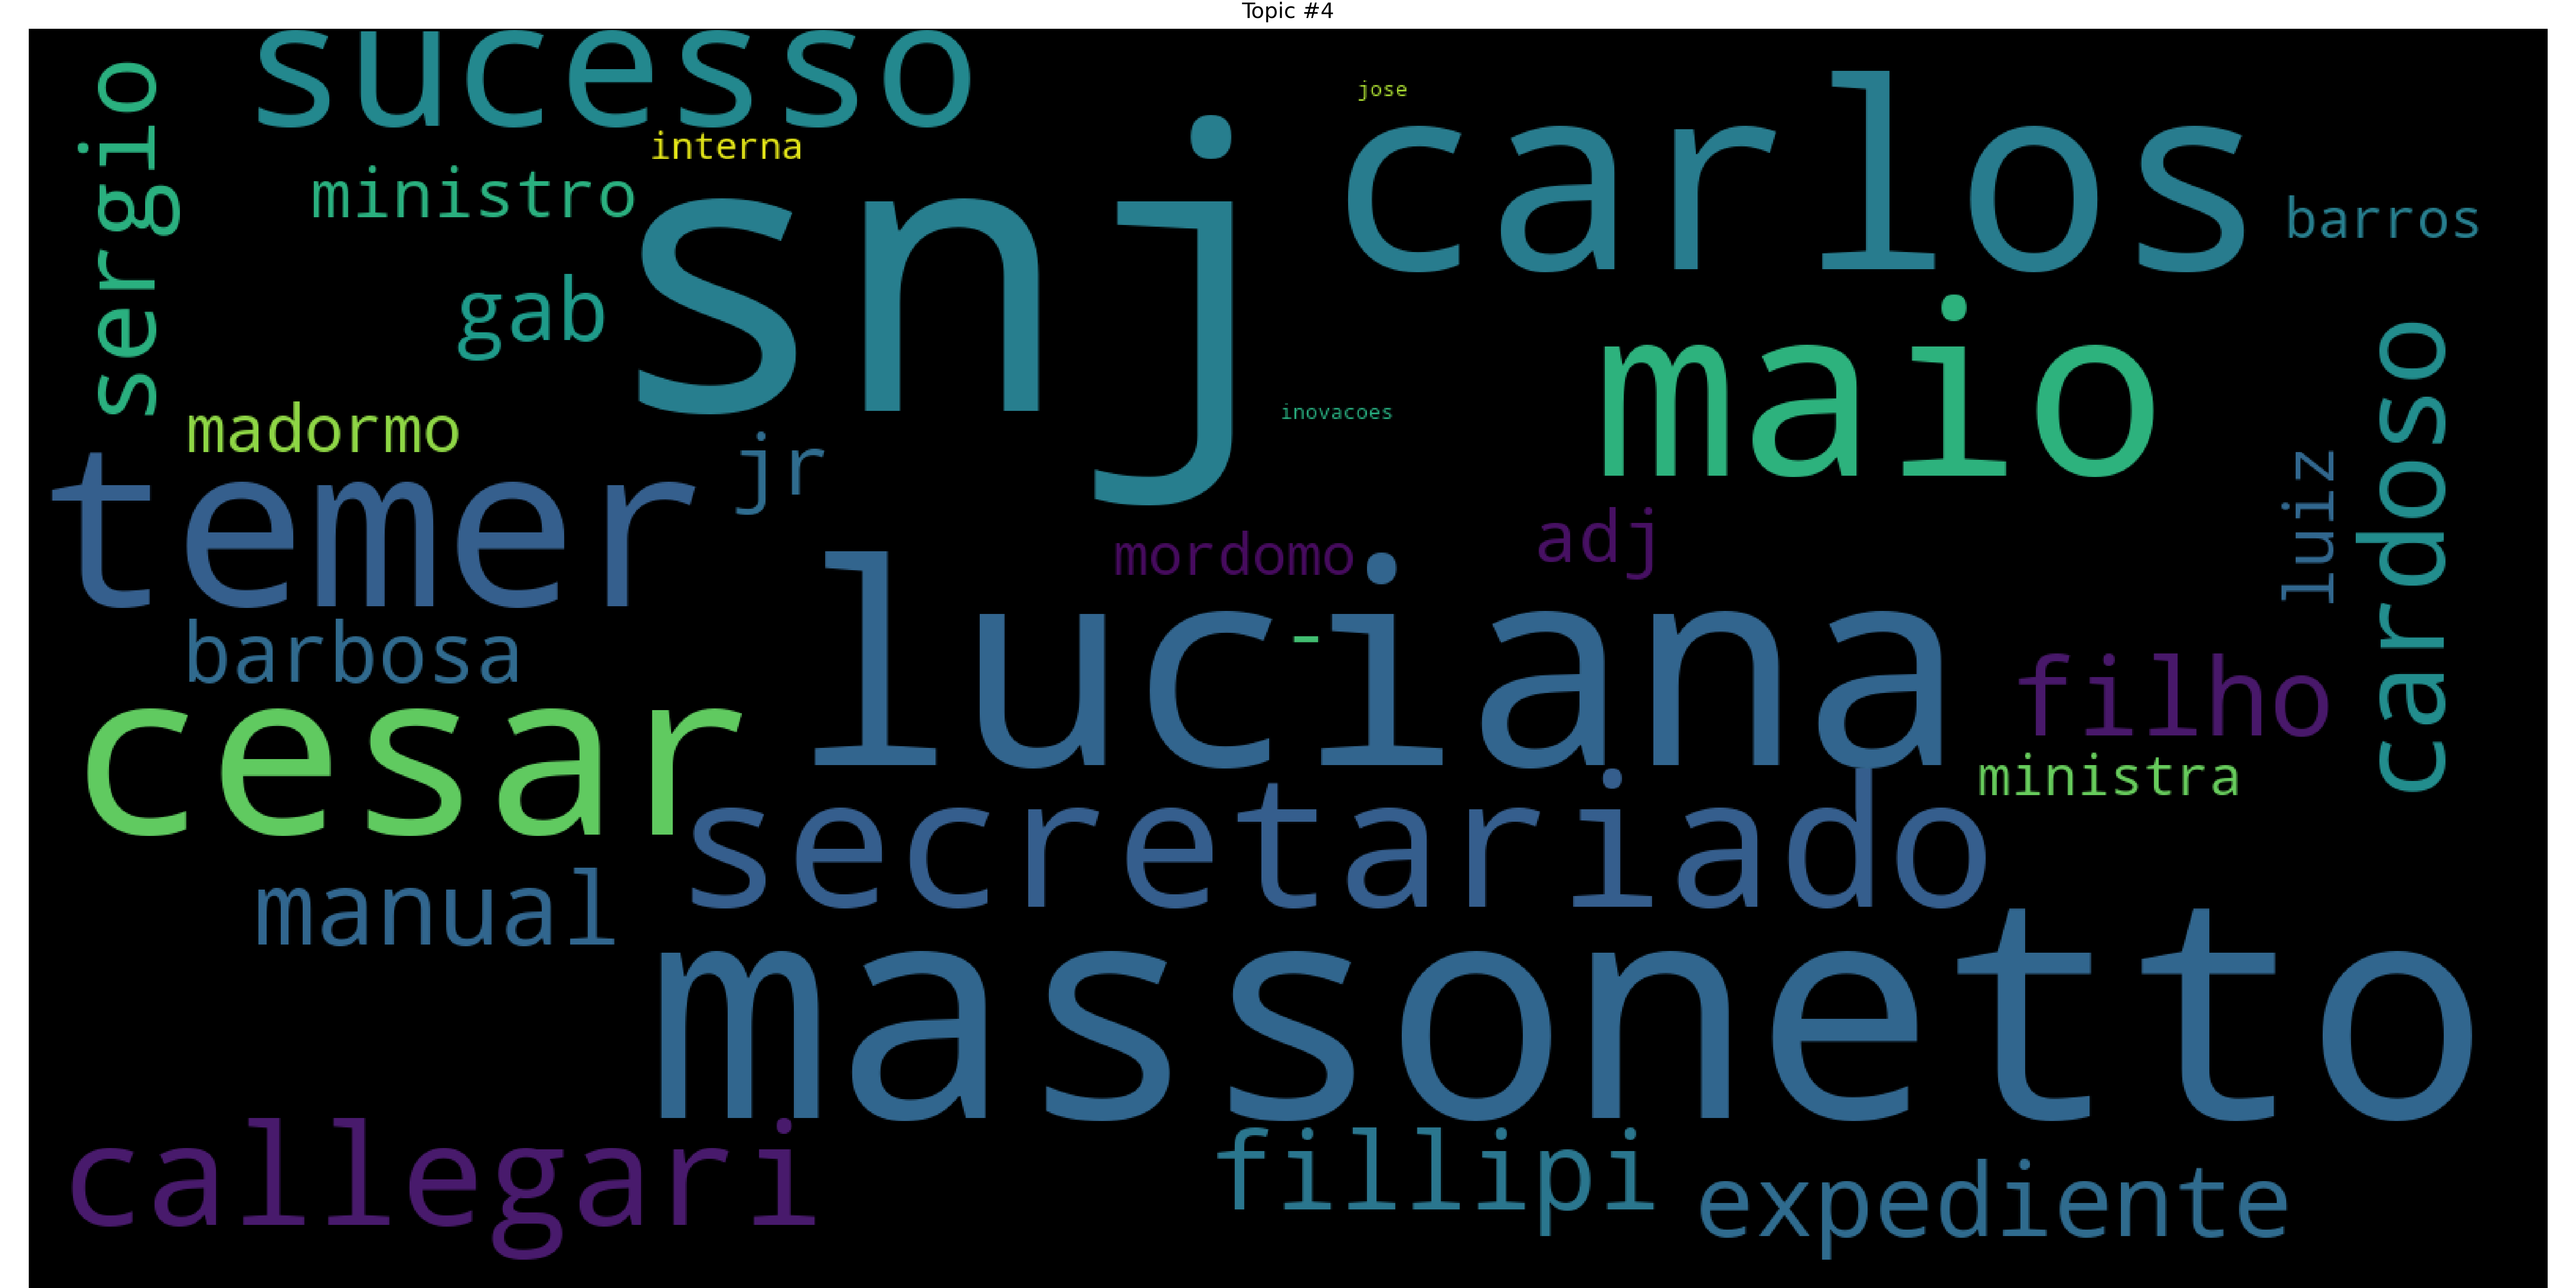 Topic #4
sucesso
jose
sergio
interna
carlos
ministro
snj
barros
gab
maio
inovacoes
cardoso
madormo
jr
luiz
temer
mordomo
adj
barbosa
luciana
-
filho
cesar
ministra
secretariado
manual
massonetto
callegari
fillipi
expediente